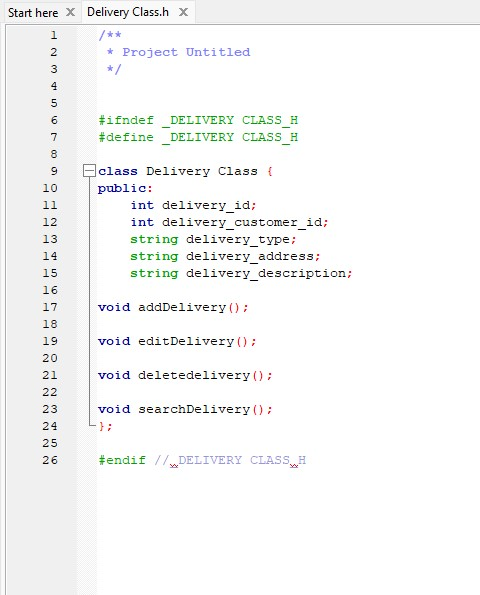 Start here X Delivery Class.h X
1 /**
2  * Project Untitled
3  */
4
5
6 #ifndef _DELIVERY CLASS_H
7 #define _DELIVERY CLASS_H
8
9 class Delivery Class {
10 public:
11     int delivery_id;
12     int delivery_customer_id;
13     string delivery_type;
14     string delivery_address;
15     string delivery_description;
16
17 void addDelivery();
18
19 void editDelivery();
20
21 void deletedelivery();
22
23 void searchDelivery();
24 };
25
26 #endif //_DELIVERY CLASS_H